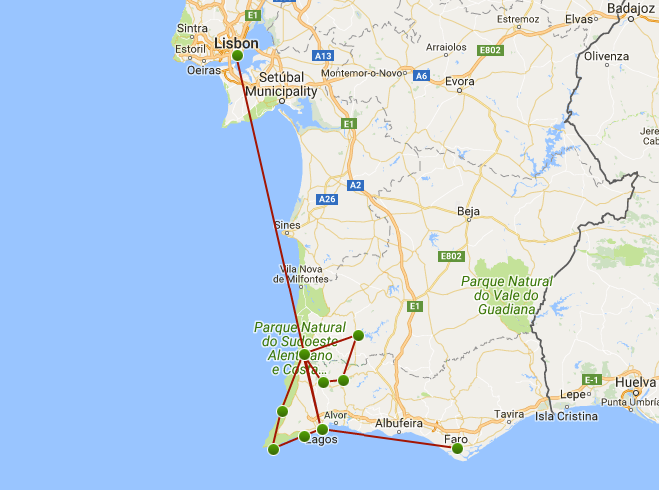 E1
Badajoz
Sintra
Estremoz
Elvas
Lisbon
Estoril
Arraiolos
E802
A13
Olivenza
Oeiras
Setúbal
Municipality
Montemor-o-Novo
A6
Evora
E1
Jere
Cab
A2
A26
Beja
Sines
E802
Vila Nova
de Milfontes
Parque Natural
do Vale do
Guadiana
E1
Parque Natural
do Sudoeste
Alentejano
e Costa...
E-1
Huelva
Lepe
Punta Umbría
Alvor
Albufeira
Tavira
Isla Cristina
Lagos
Faro